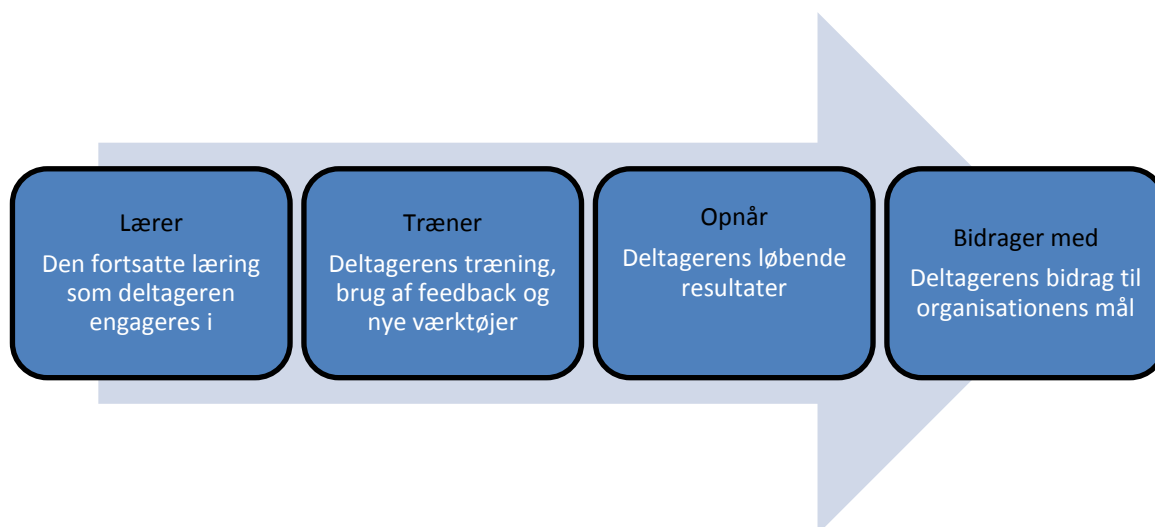 Lærer
Den fortsatte læring
som deltageren
engageres i
Træner
Deltagerens træning,
brug af feedback og
nye værktøjer
Opnår
Deltagerens løbende
resultater
Bidrager med
Deltagerens bidrag til
organisationens mål